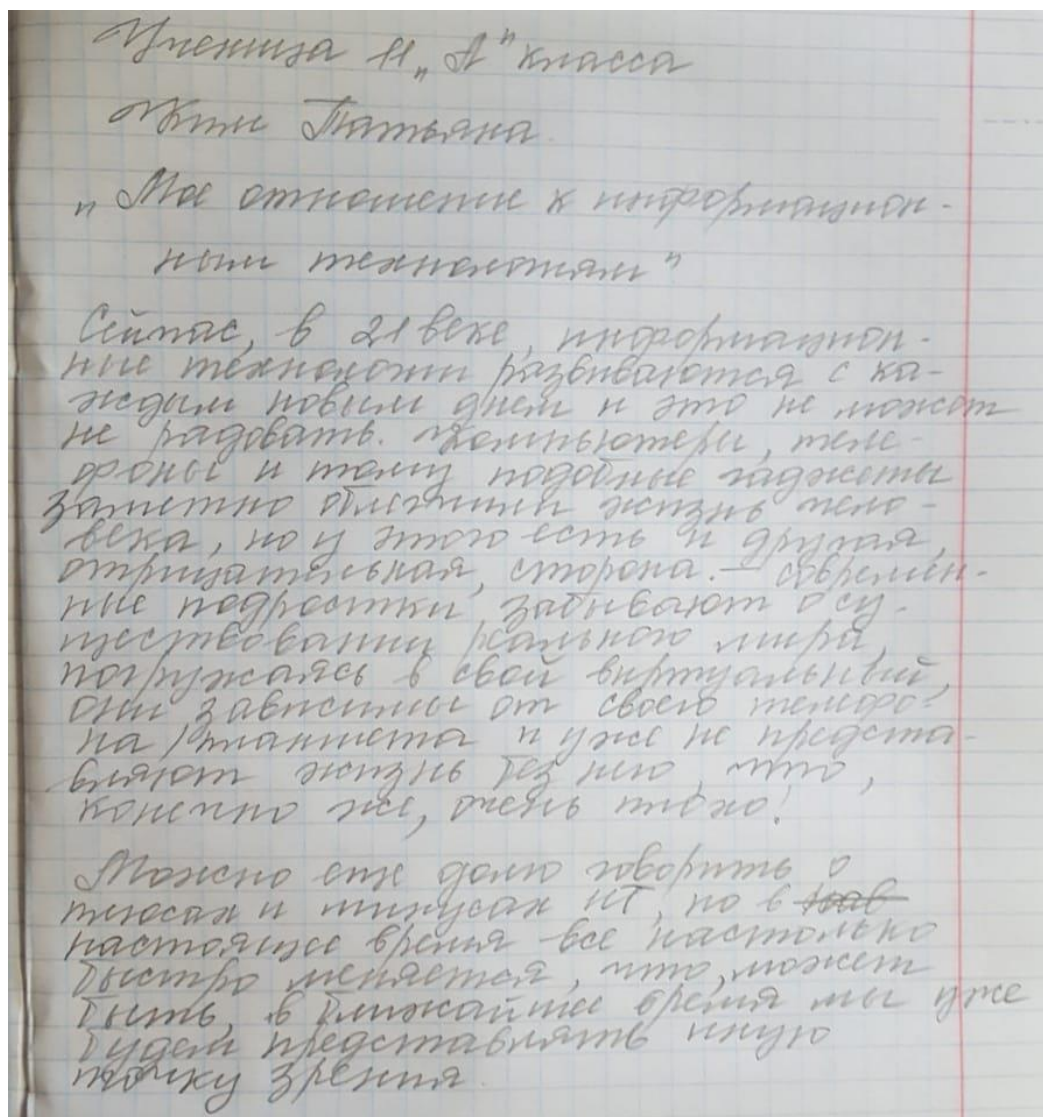 Ученица 11 „А" класса
Татьяна.
„Мое отношение к информацион-
ным технологиям"
Сейчас, в 21 веке, информацион-
ные технологии развиваются с ка-
ждым новым днем и это не может
не радовать. Компьютеры, теле-
фоны и тому подобные гаджеты
заметно облегчили жизнь чело-
века, но у этого есть и другая,
отрицательная, сторона. – современ-
ные подростки забывают о су-
ществовании реального мира,
погружаясь в свой виртуальный,
они зависимы от своего телефо-
на/планшета и уже не предста-
вляют жизнь без него, что,
конечно же, очень плохо!
Можно еще долго говорить о
плюсах и минусах ИТ, но в
настоящее время все настолько
быстро меняется, что, может
быть, в ближайшее время мы уже
будем представлять иную
точку зрения.